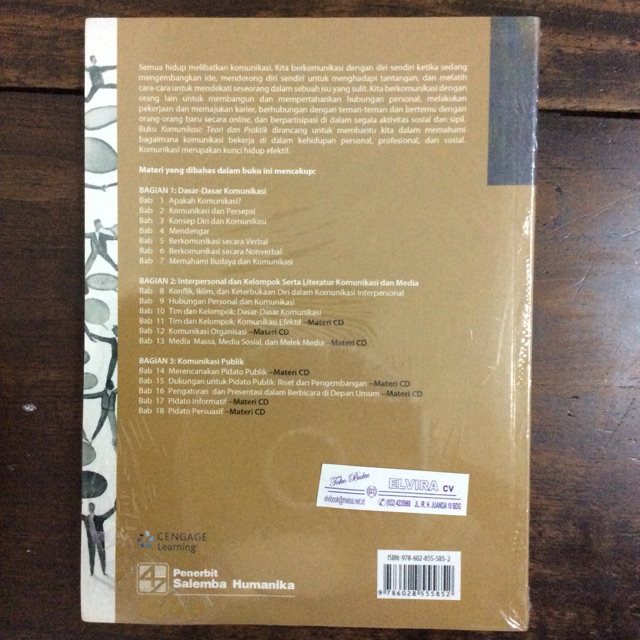 Semua hidup melibatkan komunikasi. Kita berkomunikasi dengan diri sendiri ketika sedang
mengembangkan ide, mendorong diri sendiri untuk menghadapi tantangan, dan melatih
cara-cara untuk mendekati seseorang dalam sebuah isu yang sulit. Kita berkomunikasi dengan
orang lain untuk membangun dan mempertahankan hubungan personal, melakukan
pekerjaan dan memajukan karier, berhubungan dengan teman-teman dan bertemu dengan
orang-orang baru secara online, dan berpartisipasi di dalam segala aktivitas sosial dan sipil.
Buku Komunikasi: Teori dan Praktik dirancang untuk membantu kita dalam memahami
bagaimana komunikasi bekerja di dalam kehidupan personal, profesional, dan sosial.
Komunikasi merupakan kunci hidup efektif.
Materi yang dibahas dalam buku ini mencakup:
BAGIAN 1: Dasar-Dasar Komunikasi
Bab 1 Apakah Komunikasi?
Bab 2 Komunikasi dan Persepsi
Bab 3 Konsep Diri dan Komunikasi
Bab 4 Mendengar
Bab 5 Berkomunikasi secara Verbal
Bab 6 Berkomunikasi secara Nonverbal
Bab 7 Memahami Budaya dan Komunikasi
BAGIAN 2: Interpersonal dan Kelompok Serta Literatur Komunikasi dan Media
Bab 8 Konflik, Iklim, dan Keterbukaan Diri dalam Komunikasi Interpersonal
Bab 9 Hubungan Personal dan Komunikasi
Bab 10 Tim dan Kelompok: Dasar-Dasar Komunikasi
Bab 11 Tim dan Kelompok: Komunikasi Efektif –Materi CD
Bab 12 Komunikasi Organisasi –Materi CD
Bab 13 Media Massa, Media Sosial, dan Melek Media –Materi CD
BAGIAN 3: Komunikasi Publik
Bab 14 Merencanakan Pidato Publik –Materi CD
Bab 15 Dukungan untuk Pidato Publik: Riset dan Pengembangan –Materi CD
Bab 16 Pengaturan dan Presentasi dalam Berbicara di Depan Umum –Materi CD
Bab 17 Pidato Informatif –Materi CD
Bab 18 Pidato Persuasif –Materi CD
Toko Buku
ELVIRA CV
JL. IR. H. JUANDA 10 BDG
CENGAGE
Learning
Penerbit
Salemba Humanika
ISBN: 978-602-855-585-2
9 786028 555852